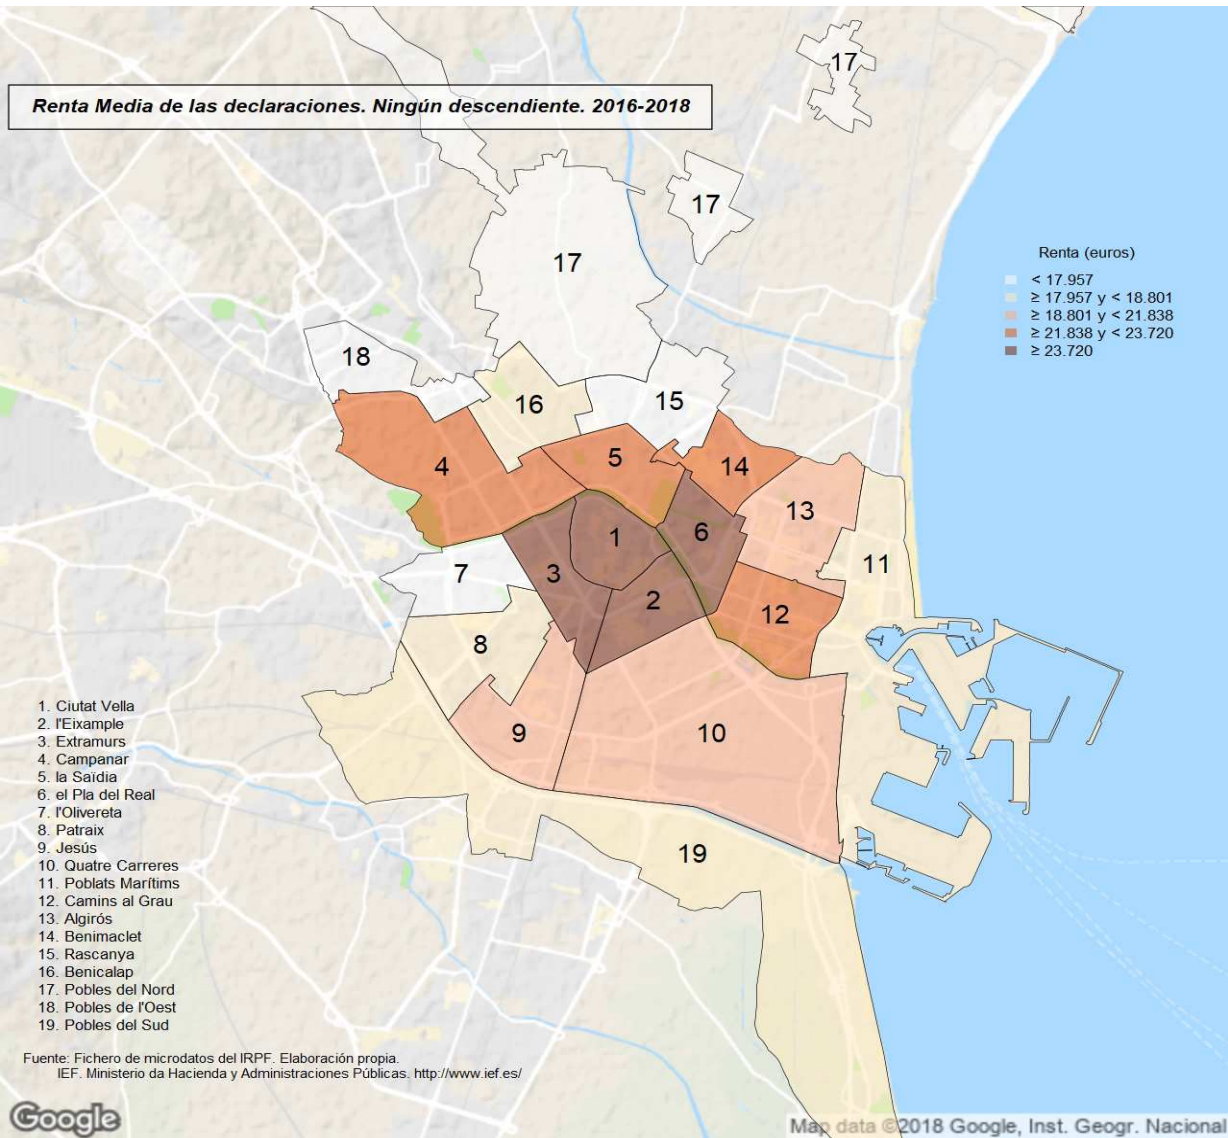 Renta Media de las declaraciones. Ningún descendiente. 2016-2018
17
17
17
Renta (euros)
< 17.957
≥ 17.957 y < 18.801
≥ 18.801 y < 21.838
≥ 21.838 y < 23.720
≥ 23.720
18
16
15
4
5
14
13
6
1
11
7
3
2
12
8
9
10
19
1. Ciutat Vella
2. l'Eixample
3. Extramurs
4. Campanar
5. la Saïdia
6. el Pla del Real
7. l'Olivereta
8. Patraix
9. Jesús
10. Quatre Carreres
11. Poblats Marítims
12. Camins al Grau
13. Algirós
14. Benimaclet
15. Rascanya
16. Benicalap
17. Pobles del Nord
18. Pobles de l'Oest
19. Pobles del Sud
Fuente: Fichero de microdatos del IRPF. Elaboración propia.
IEF. Ministerio da Hacienda y Administraciones Públicas. http://www.ief.es/
Google
Map data ©2018 Google, Inst. Geogr. Nacional